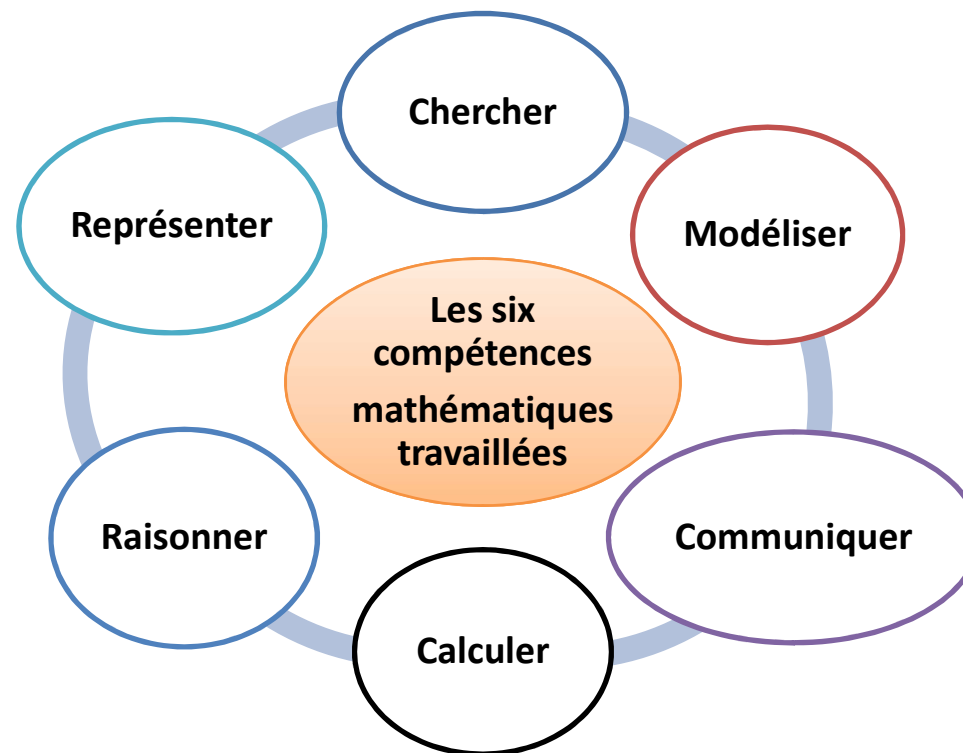 Chercher
Représenter
Modéliser
Les six
compétences
mathématiques
travaillées
Raisonner
Communiquer
Calculer